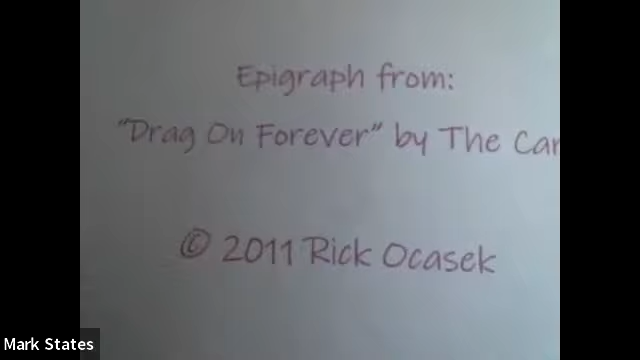 Epigraph from:
"Drag On Forever" by The Car
© 2011 Rick Ocasek
Mark States